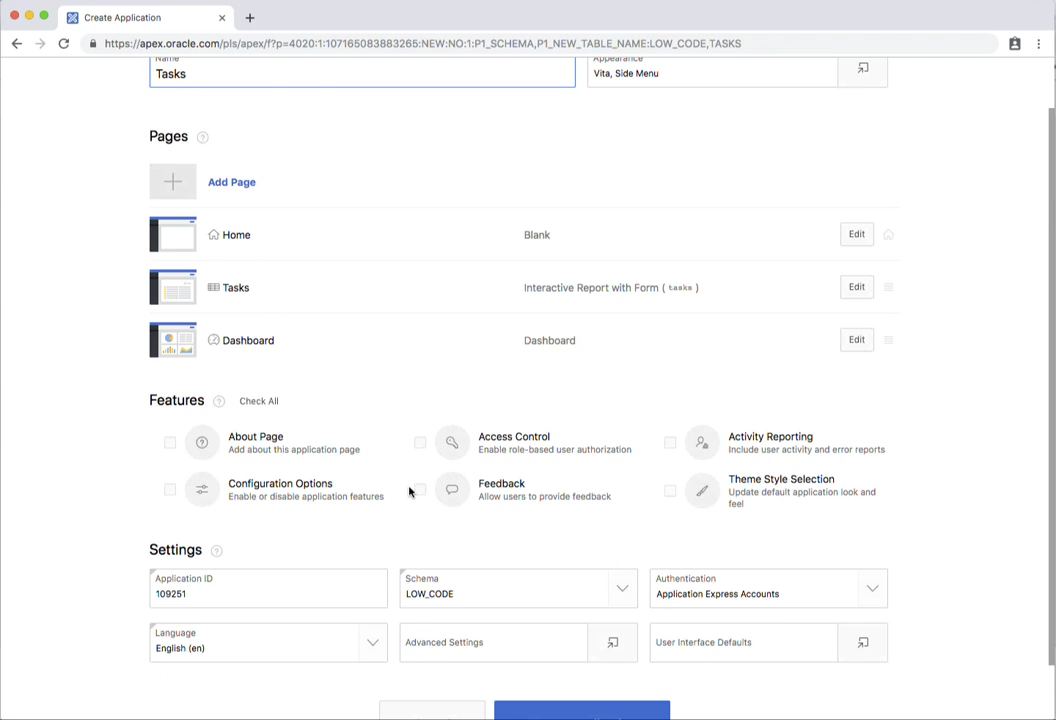 Create Application
https://apex.oracle.com/pls/apex/f?p=4020:1:107165083883265:NEW:NO:1:P1_SCHEMA,P1_NEW_TABLE_NAME:LOW_CODE,TASKS
Name
Appearance
Tasks
Vita, Side Menu
Pages
Add Page
Home Blank Edit
Tasks Interactive Report with Form ( tasks ) Edit
Dashboard Dashboard Edit
Features Check All
About Page
Add about this application page
Access Control
Enable role-based user authorization
Activity Reporting
Include user activity and error reports
Configuration Options
Enable or disable application features
Feedback
Allow users to provide feedback
Theme Style Selection
Update default application look and
feel
Settings
Application ID
109251
Schema
LOW_CODE
Authentication
Application Express Accounts
Language
English (en)
Advanced Settings
User Interface Defaults